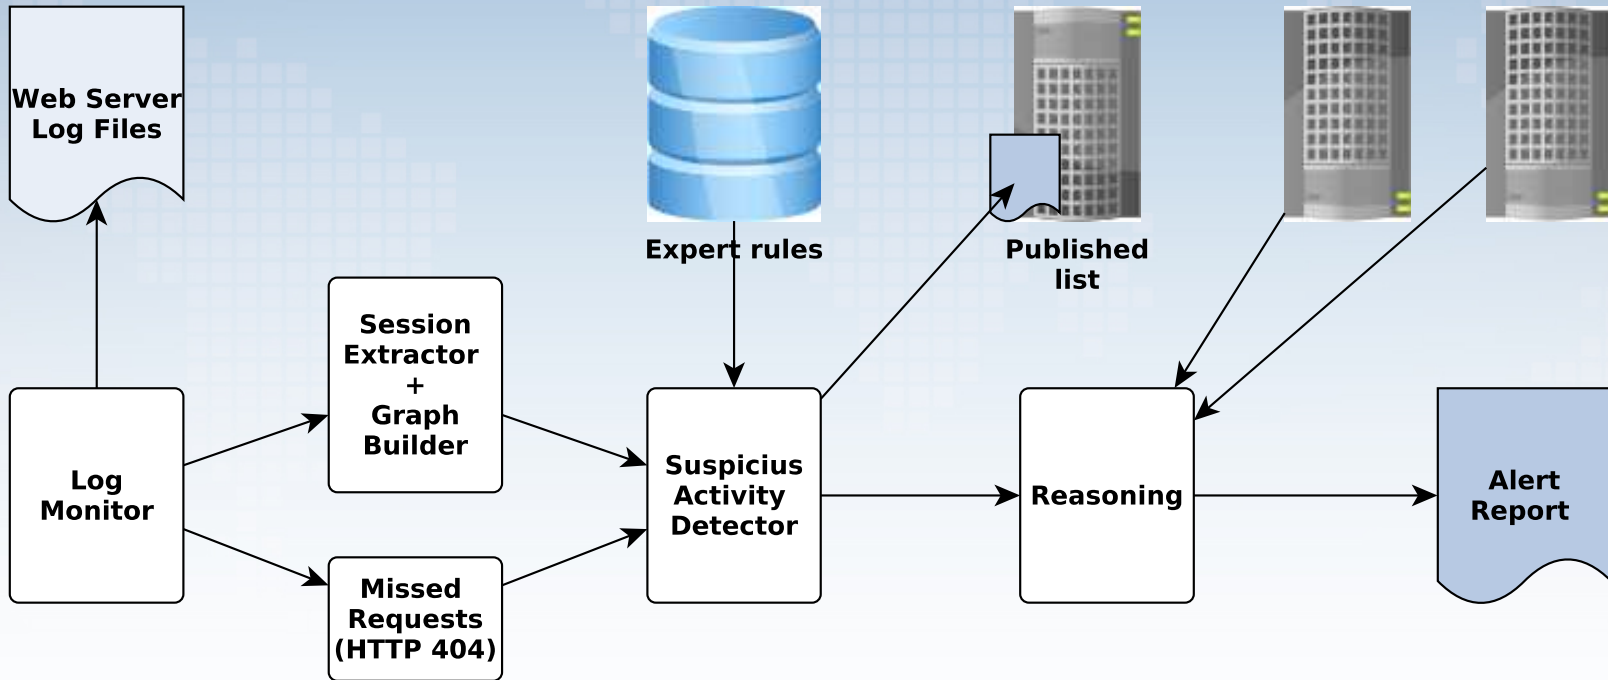 Web Server
Log Files
Expert rules
Published
list
Session
Extractor
+
Graph
Builder
Log
Monitor
Missed
Requests
(HTTP 404)
Suspicius
Activity
Detector
Reasoning
Alert
Report